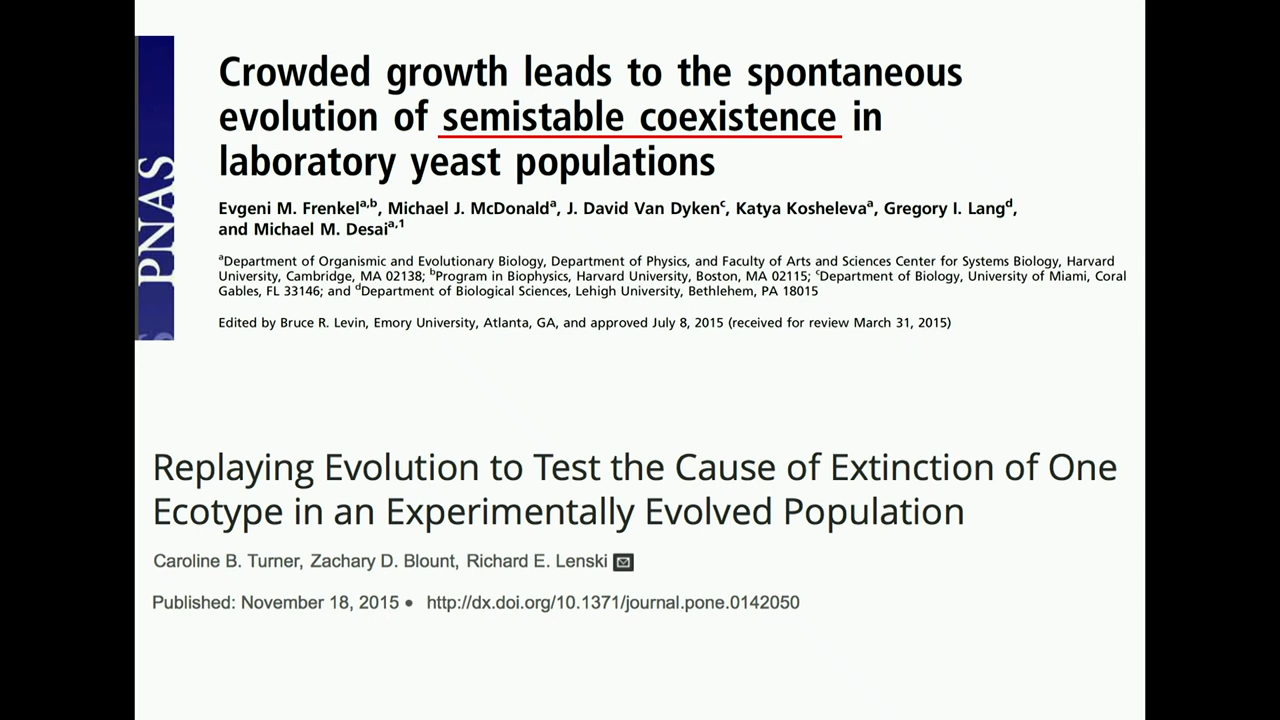 Crowded growth leads to the spontaneous
evolution of semistable coexistence in
laboratory yeast populations
PNAS
Evgeni M. Frenkelᵃ,ᵇ, Michael J. McDonaldᵃ, J. David Van Dykenᶜ, Katya Koshelevaᵃ, Gregory I. Langᵈ,
and Michael M. Desaiᵃ,¹
ᵃDepartment of Organismic and Evolutionary Biology, Department of Physics, and Faculty of Arts and Sciences Center for Systems Biology, Harvard
University, Cambridge, MA 02138; ᵇProgram in Biophysics, Harvard University, Boston, MA 02115; ᶜDepartment of Biology, University of Miami, Coral
Gables, FL 33146; and ᵈDepartment of Biological Sciences, Lehigh University, Bethlehem, PA 18015
Edited by Bruce R. Levin, Emory University, Atlanta, GA, and approved July 8, 2015 (received for review March 31, 2015)
Replaying Evolution to Test the Cause of Extinction of One
Ecotype in an Experimentally Evolved Population
Caroline B. Turner, Zachary D. Blount, Richard E. Lenski
Published: November 18, 2015 • http://dx.doi.org/10.1371/journal.pone.0142050